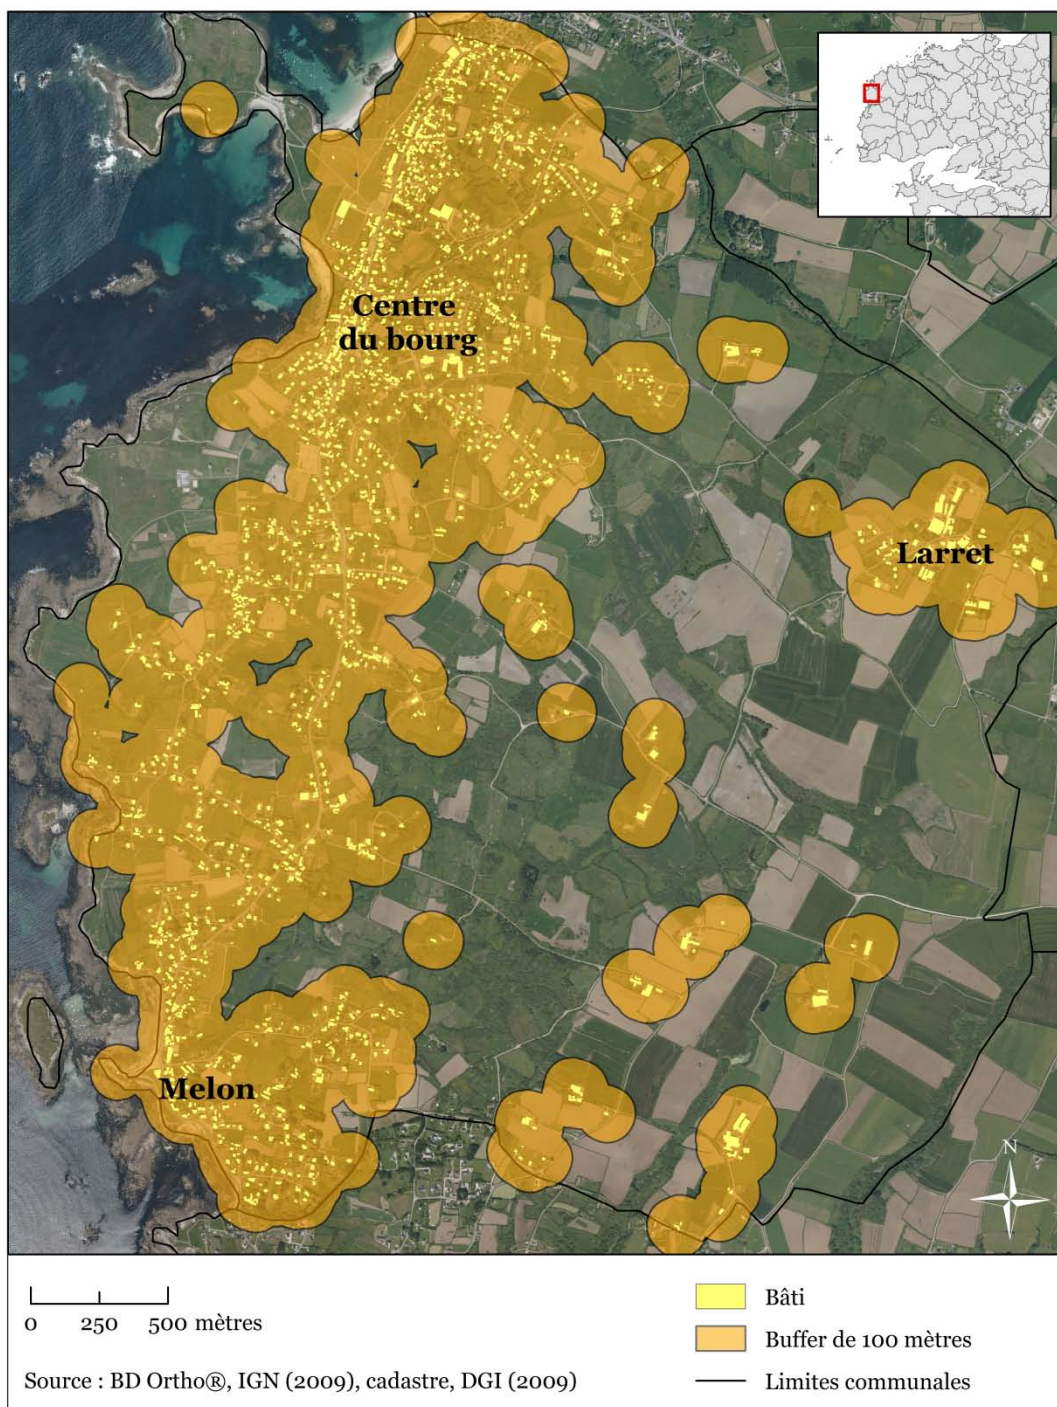 Centre
du bourg
Larret
Melon
N
0 250 500 mètres
Bâti
Buffer de 100 mètres
Source : BD Ortho®, IGN (2009), cadastre, DGI (2009)
Limites communales